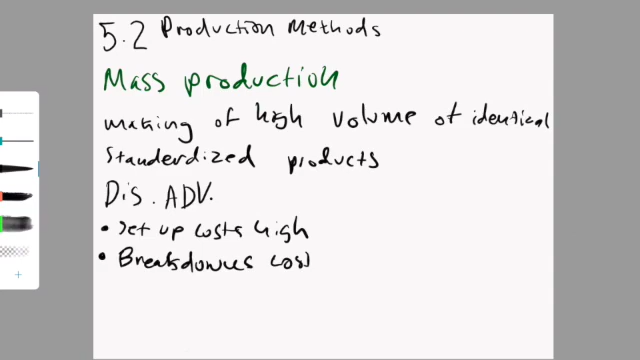 5.2 Production Methods
Mass production
making of high volume of identical
standerdized products
Dis. ADV.
• Set up costs high
• Breakdowns cost